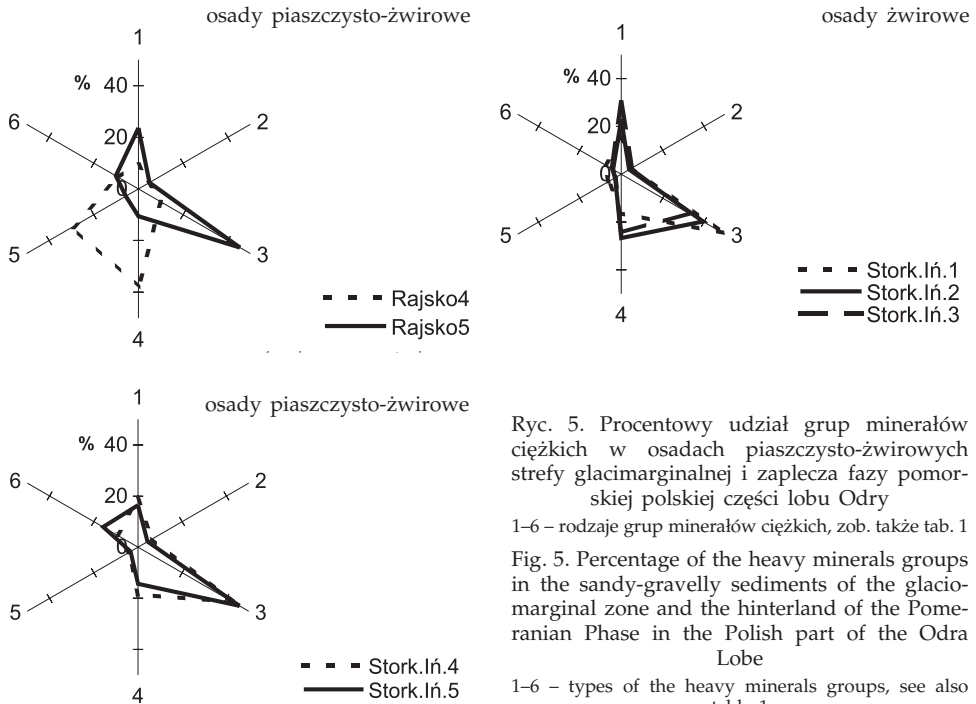 osady piaszczysto-żwirowe
1
%
40
20
0
2
3
4
5
6
Rajsko4
Rajsko5
osady żwirowe
1
%
40
20
0
2
3
4
5
6
Stork.Iń.1
Stork.Iń.2
Stork.Iń.3
osady piaszczysto-żwirowe
1
%
40
20
0
2
3
4
5
6
Stork.Iń.4
Stork.Iń.5
Ryc. 5. Procentowy udział grup minerałów
ciężkich w osadach piaszczysto-żwirowych
strefy glacimarginalnej i zaplecza fazy pomor-
skiej polskiej części lobu Odry
1–6 – rodzaje grup minerałów ciężkich, zob. także tab. 1
Fig. 5. Percentage of the heavy minerals groups
in the sandy-gravelly sediments of the glacio-
marginal zone and the hinterland of the Pome-
ranian Phase in the Polish part of the Odra
Lobe
1–6 – types of the heavy minerals groups, see also